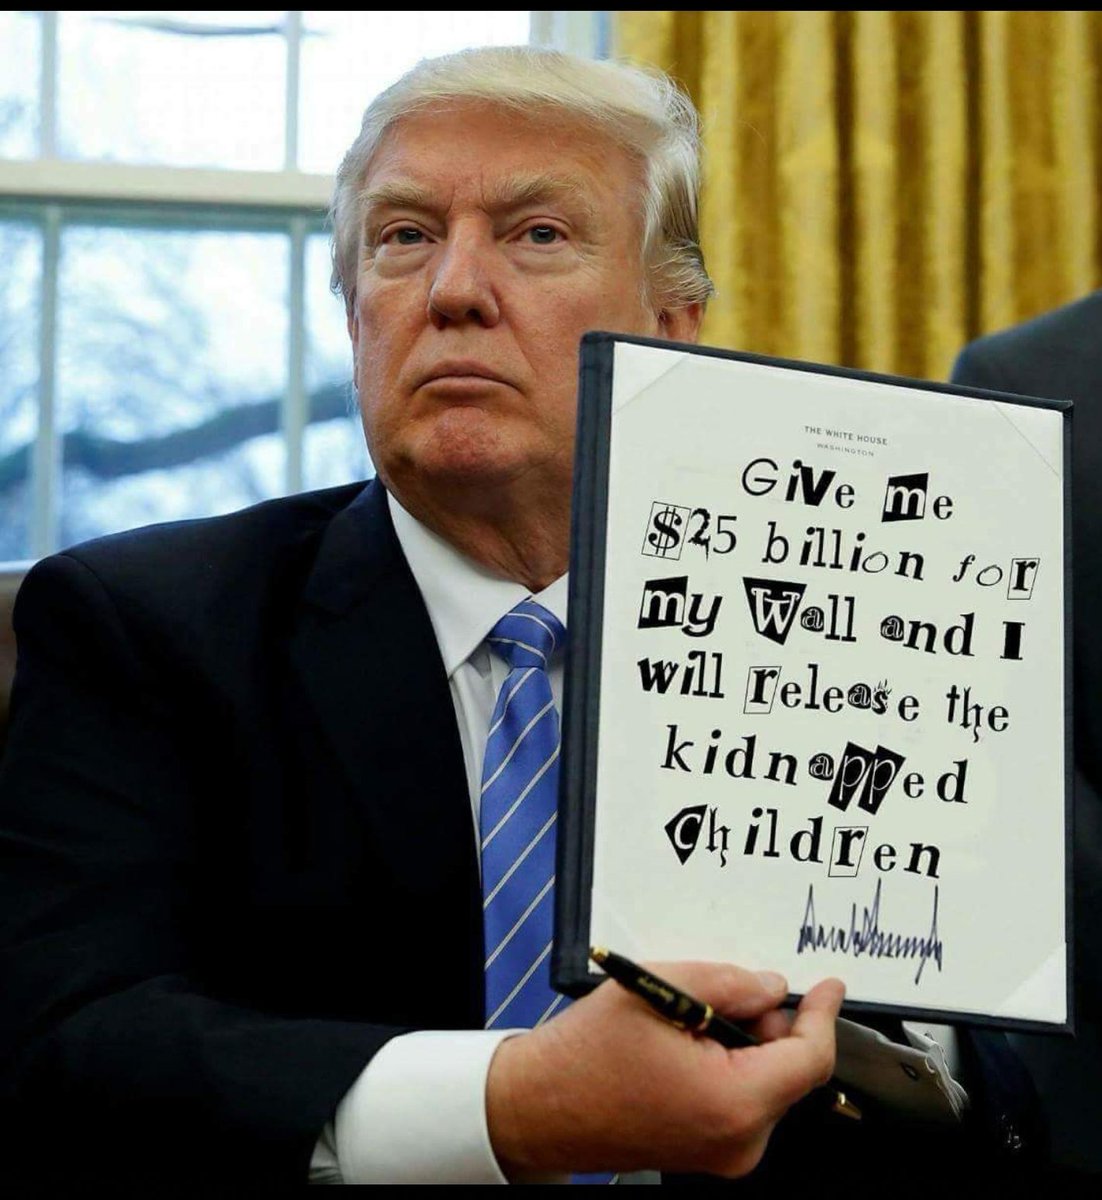 THE WHITE HOUSE
WASHINGTON
Give me
$25 billion for
my Wall and I
will release the
kidnapped
Children